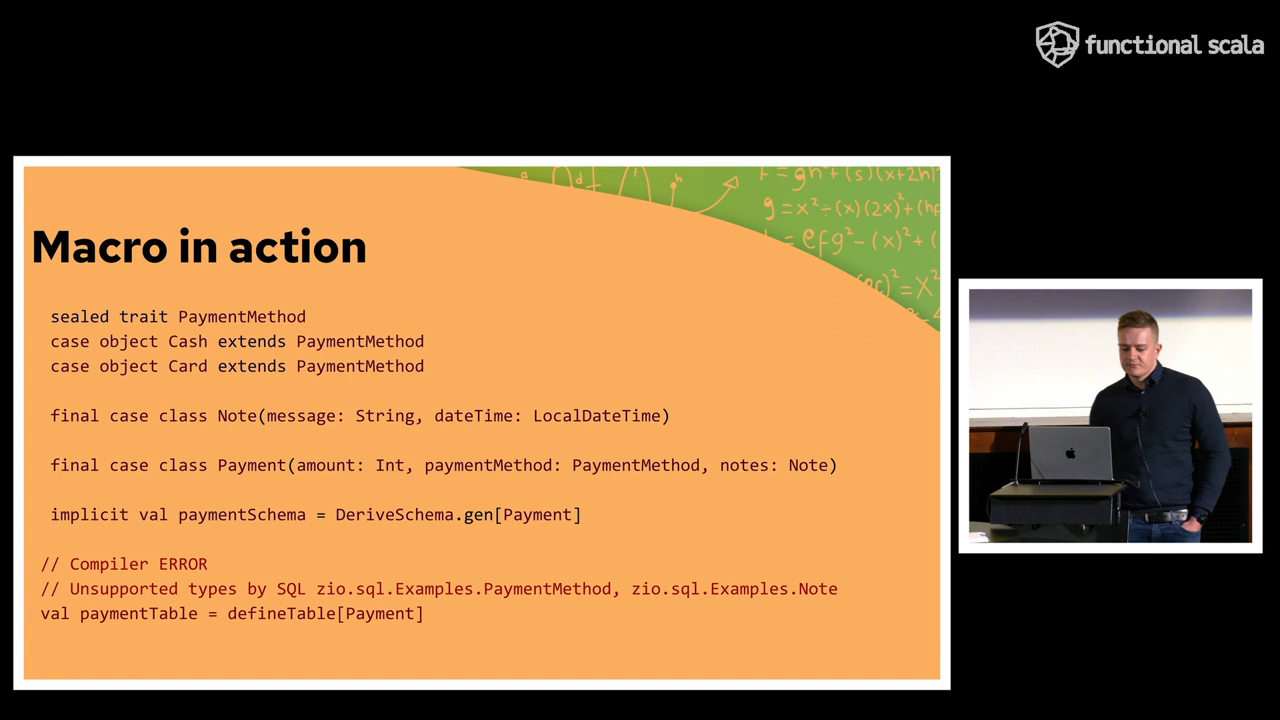 functional scala
Macro in action
sealed trait PaymentMethod
case object Cash extends PaymentMethod
case object Card extends PaymentMethod
final case class Note(message: String, dateTime: LocalDateTime)
final case class Payment(amount: Int, paymentMethod: PaymentMethod, notes: Note)
implicit val paymentSchema = DeriveSchema.gen[Payment]
// Compiler ERROR
// Unsupported types by SQL zio.sql.Examples.PaymentMethod, zio.sql.Examples.Note
val paymentTable = defineTable[Payment]